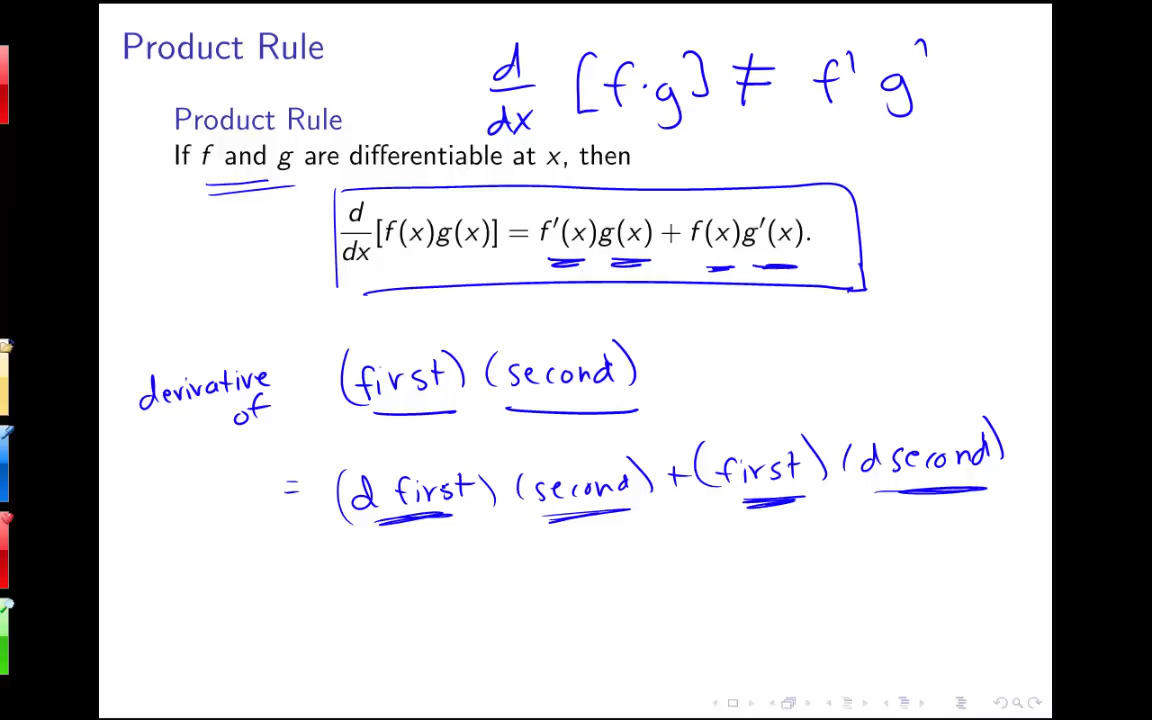 Product Rule
d/dx [f·g] ≠ f' g'
Product Rule
If f and g are differentiable at x, then
d/dx [f(x)g(x)] = f′(x)g(x) + f(x)g′(x).
derivative of (first) (second)
= (d first) (second) + (first) (d second)